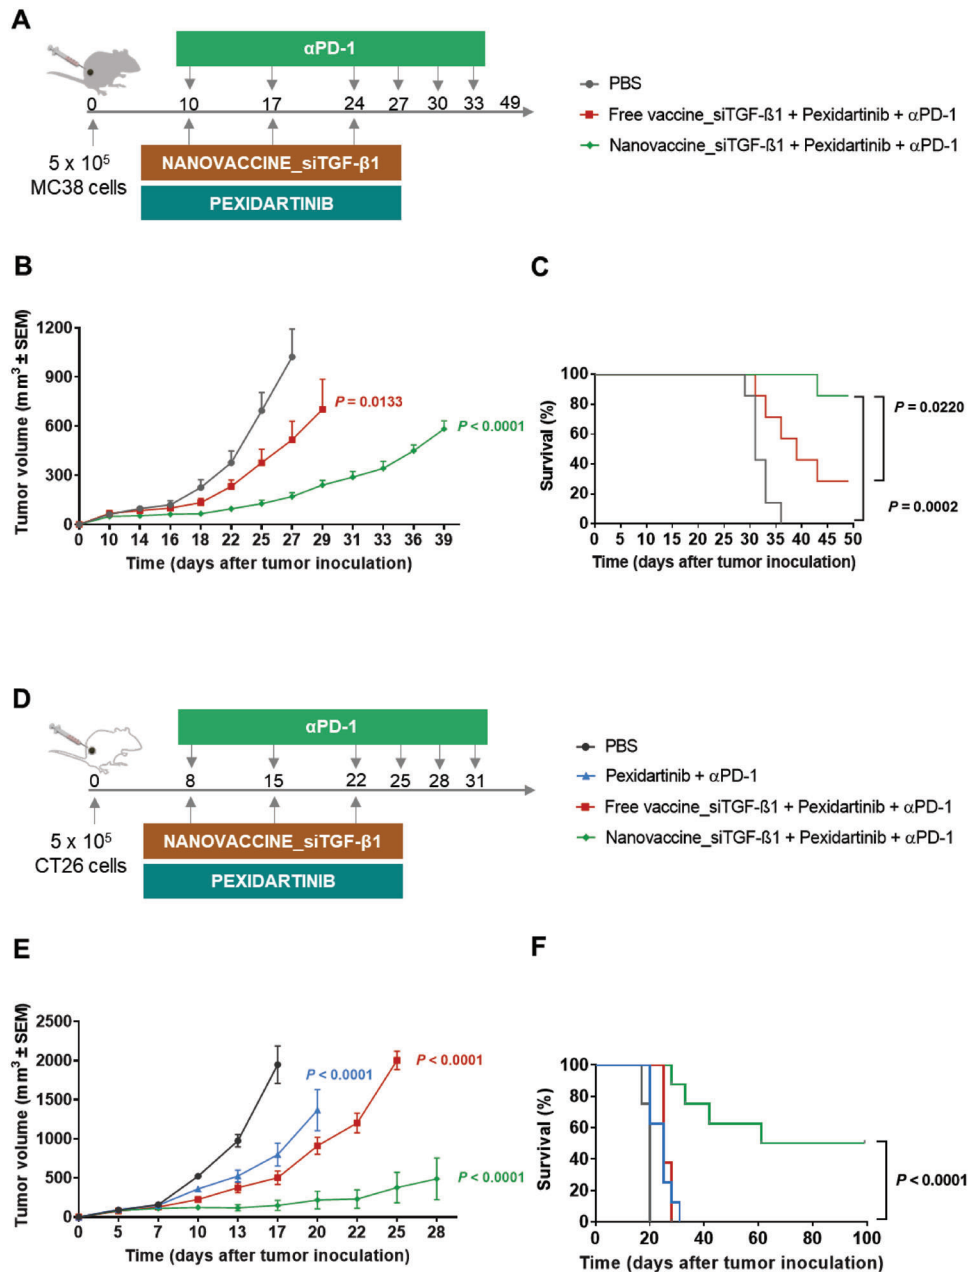 A
αPD-1
0 10 17 24 27 30 33 49
5 x 10⁵
MC38 cells
NANOVACCINE_siTGF-β1
PEXIDARTINIB
PBS
Free vaccine_siTGF-ß1 + Pexidartinib + αPD-1
Nanovaccine_siTGF-ß1 + Pexidartinib + αPD-1
B
Tumor volume (mm³ ± SEM)
1200
900
600
300
0
P = 0.0133
P < 0.0001
0 10 14 16 18 22 25 27 29 31 33 36 39
Time (days after tumor inoculation)
C
Survival (%)
100
80
60
40
20
0
P = 0.0220
P = 0.0002
0 5 10 15 20 25 30 35 40 45 50
Time (days after tumor inoculation)
D
αPD-1
0 8 15 22 25 28 31
5 x 10⁵
CT26 cells
NANOVACCINE_siTGF-β1
PEXIDARTINIB
PBS
Pexidartinib + αPD-1
Free vaccine_siTGF-ß1 + Pexidartinib + αPD-1
Nanovaccine_siTGF-ß1 + Pexidartinib + αPD-1
E
Tumor volume (mm³ ± SEM)
2500
2000
1500
1000
500
0
P < 0.0001
P < 0.0001
P < 0.0001
0 5 7 10 13 17 20 22 25 28
Time (days after tumor inoculation)
F
Survival (%)
100
80
60
40
20
0
P < 0.0001
0 20 40 60 80 100
Time (days after tumor inoculation)